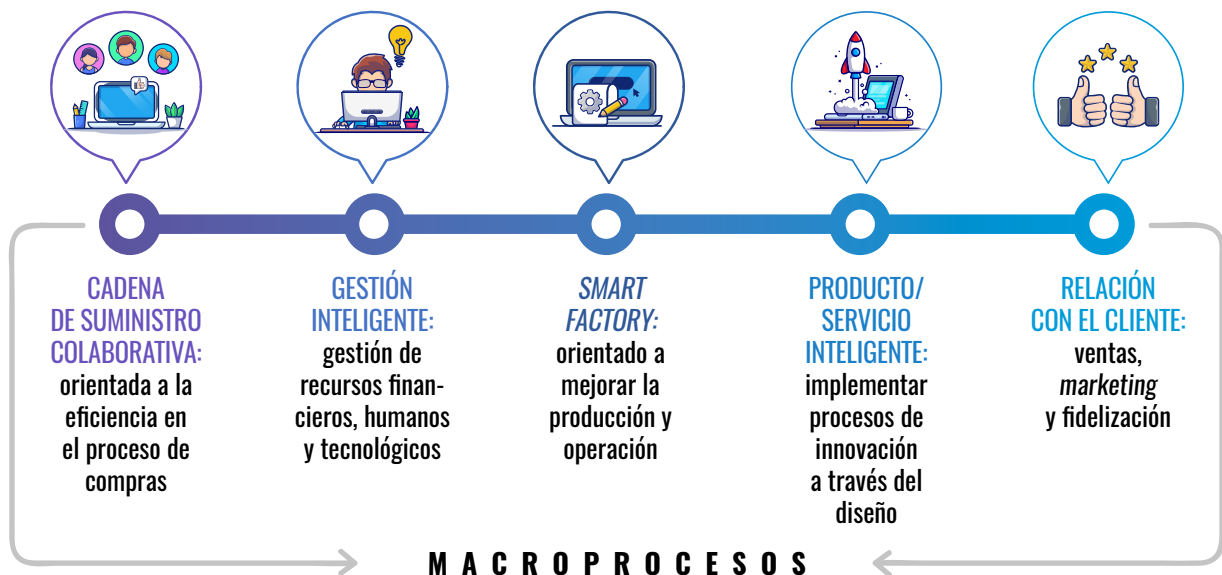 CADENA
DE SUMINISTRO
COLABORATIVA:
orientada a la
eficiencia en
el proceso de
compras
GESTIÓN
INTELIGENTE:
gestión de
recursos finan-
cieros, humanos
y tecnológicos
SMART
FACTORY:
orientado a
mejorar la
producción y
operación
PRODUCTO/
SERVICIO
INTELIGENTE:
implementar
procesos de
innovación
a través del
diseño
RELACIÓN
CON EL CLIENTE:
ventas,
marketing
y fidelización
MACROPROCESOS